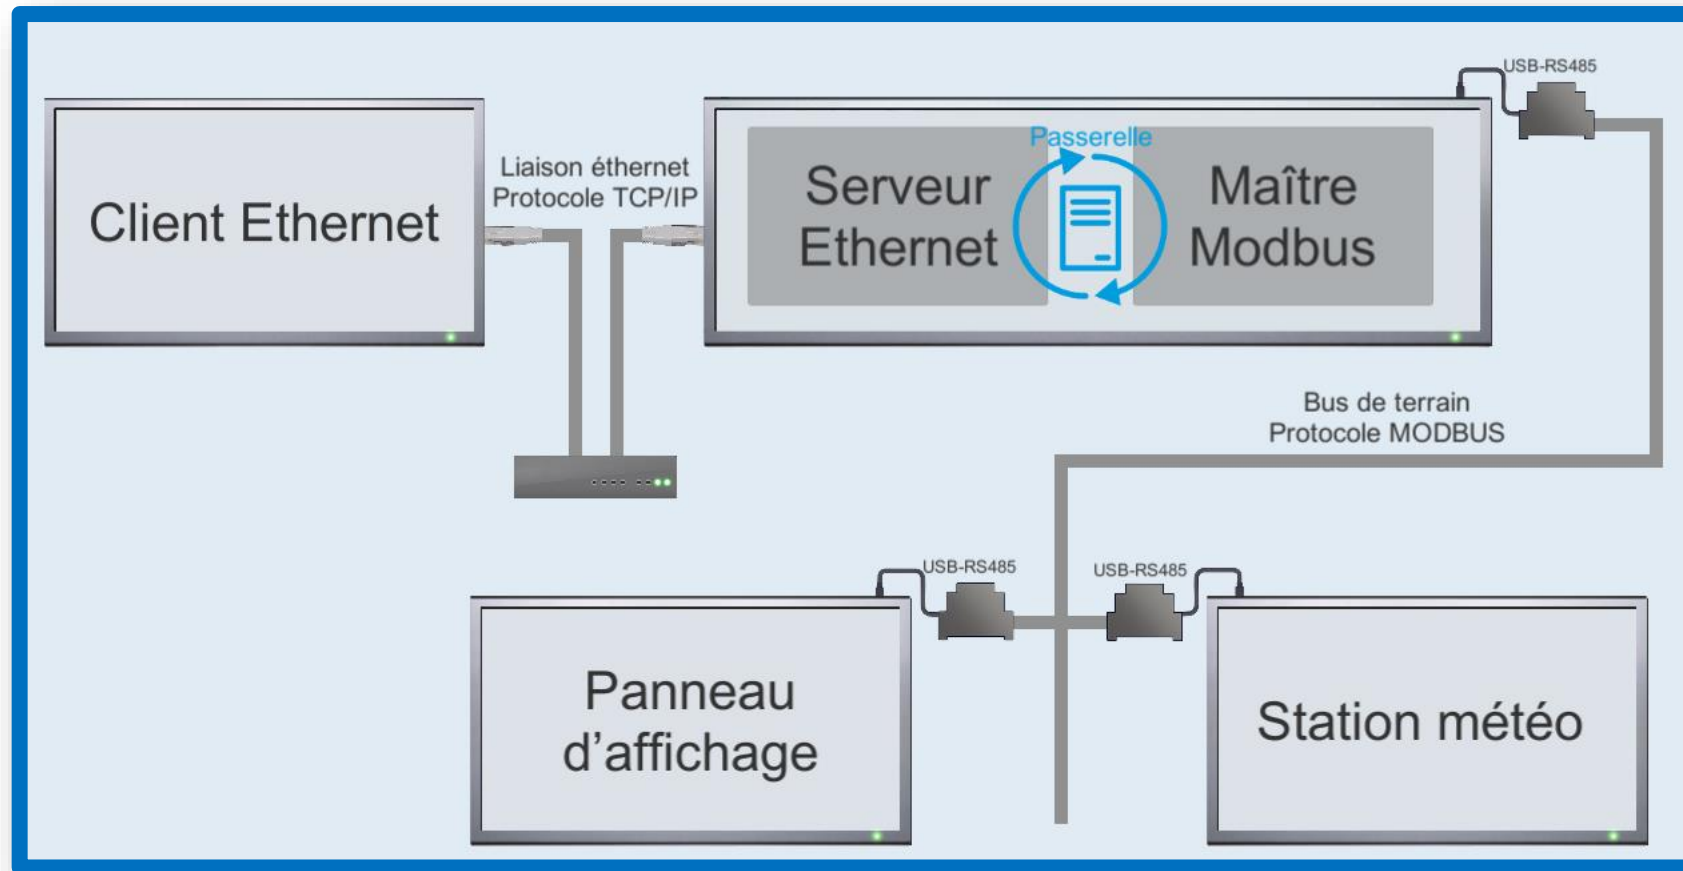 USB-RS485
Client Ethernet
Liaison éthernet
Protocole TCP/IP
Passerelle
Serveur
Ethernet
Maître
Modbus
Bus de terrain
Protocole MODBUS
USB-RS485
USB-RS485
Panneau
d’affichage
Station météo